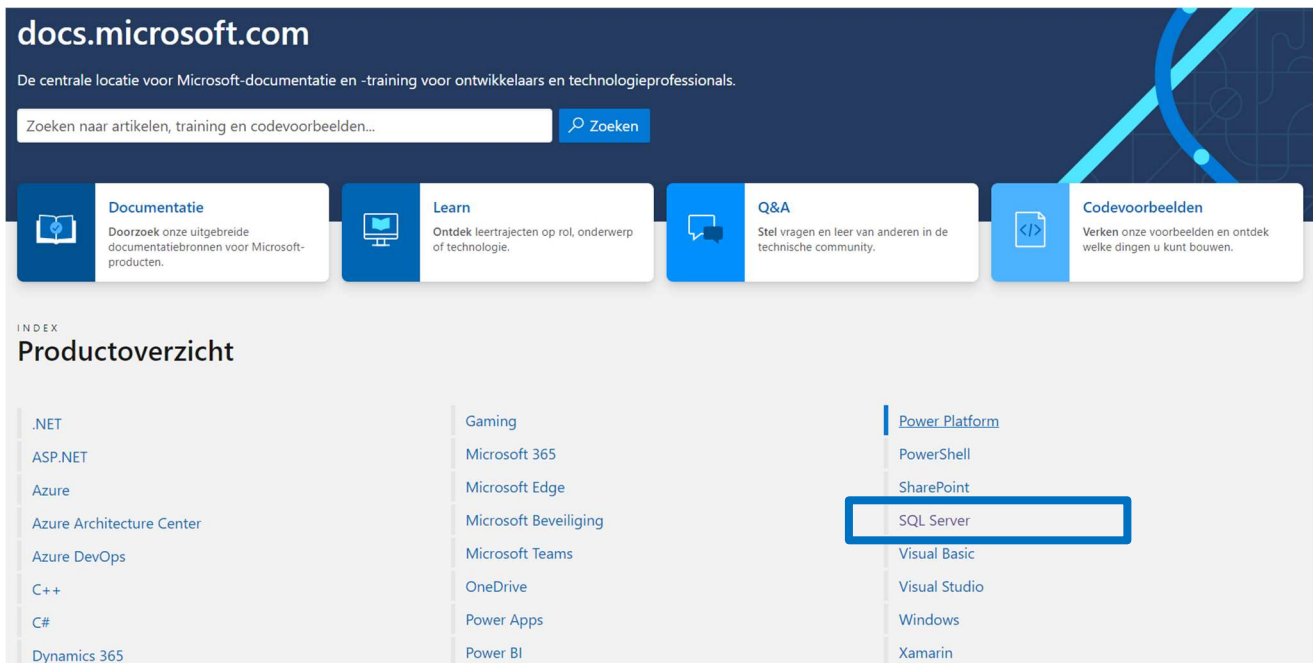 docs.microsoft.com
De centrale locatie voor Microsoft-documentatie en -training voor ontwikkelaars en technologieprofessionals.
Zoeken naar artikelen, training en codevoorbeelden...
Zoeken
Documentatie
Doorzoek onze uitgebreide
documentatiebronnen voor Microsoft-
producten.
Learn
Ontdek leertrajecten op rol, onderwerp
of technologie.
Q&A
Stel vragen en leer van anderen in de
technische community.
Codevoorbeelden
Verken onze voorbeelden en ontdek
welke dingen u kunt bouwen.
INDEX
Productoverzicht
.NET
ASP.NET
Azure
Azure Architecture Center
Azure DevOps
C++
C#
Dynamics 365
Gaming
Microsoft 365
Microsoft Edge
Microsoft Beveiliging
Microsoft Teams
OneDrive
Power Apps
Power BI
Power Platform
PowerShell
SharePoint
SQL Server
Visual Basic
Visual Studio
Windows
Xamarin